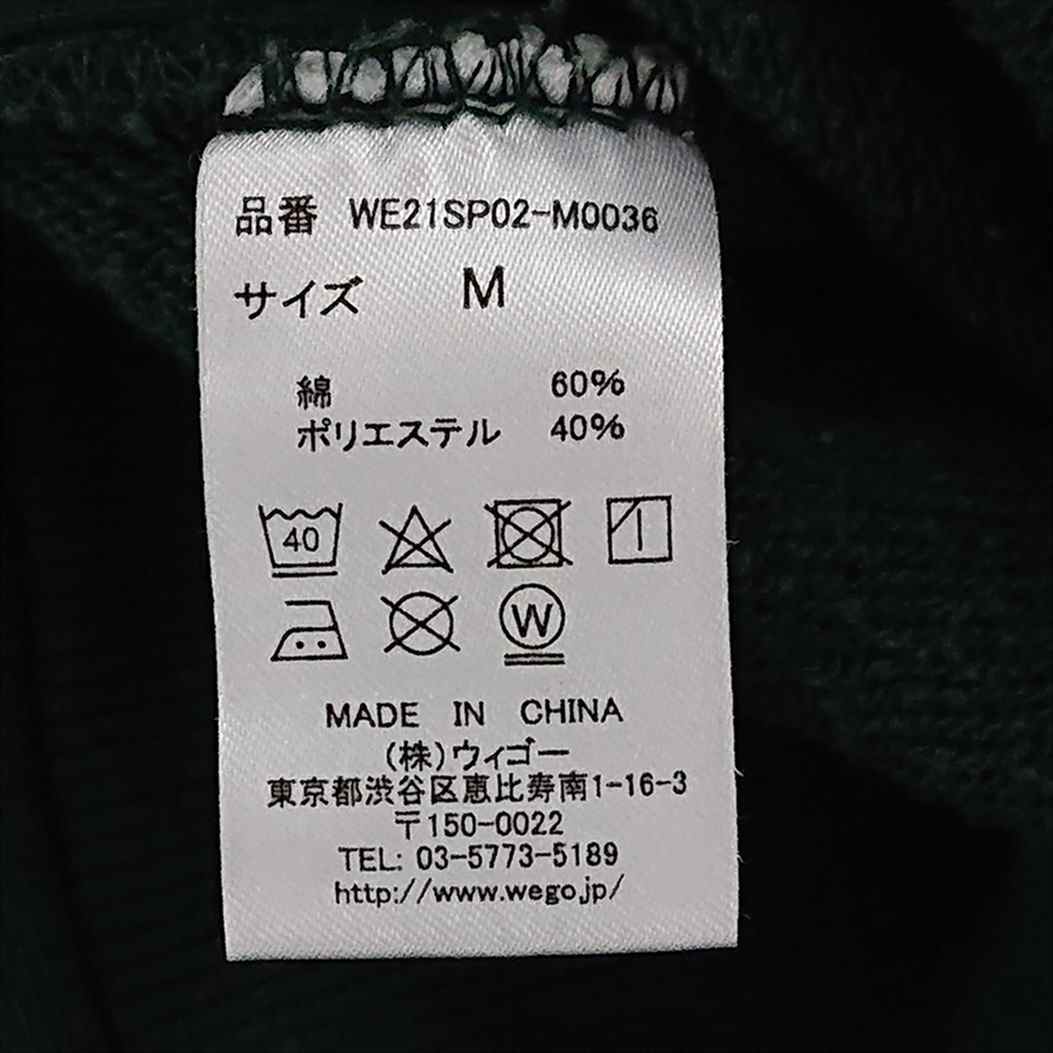 品番 WE21SP02-M0036
サイズ M
綿 60%
ポリエステル 40%
40
W
MADE IN CHINA
(株)ウィゴー
東京都渋谷区恵比寿南1-16-3
〒150-0022
TEL: 03-5773-5189
http://www.wego.jp/